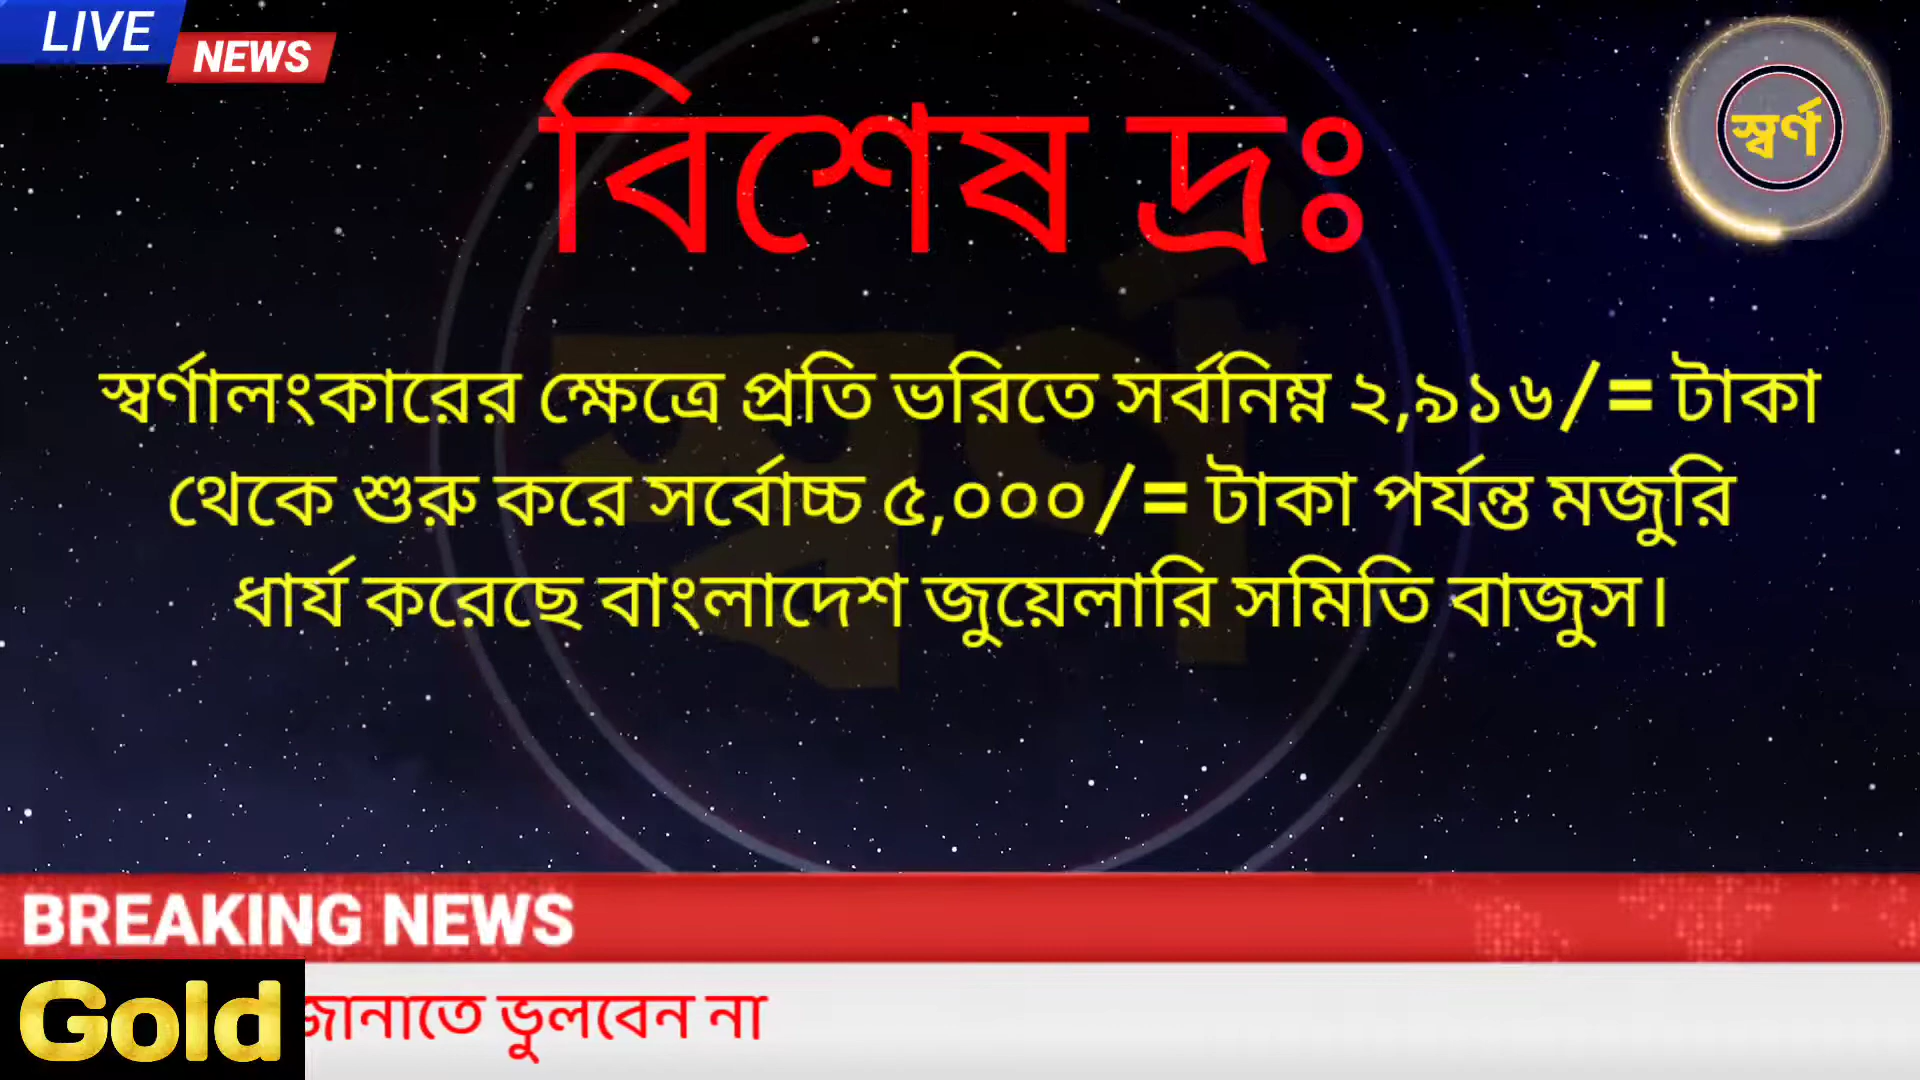 LIVE
NEWS
স্বর্ণ
বিশেষ দ্রঃ
স্বর্ণালংকারের ক্ষেত্রে প্রতি ভরিতে সর্বনিম্ন ২,৯১৬/= টাকা
থেকে শুরু করে সর্বোচ্চ ৫,০০০/= টাকা পর্যন্ত মজুরি
ধার্য করেছে বাংলাদেশ জুয়েলারি সমিতি বাজুস।
BREAKING NEWS
Gold
জানাতে ভুলবেন না